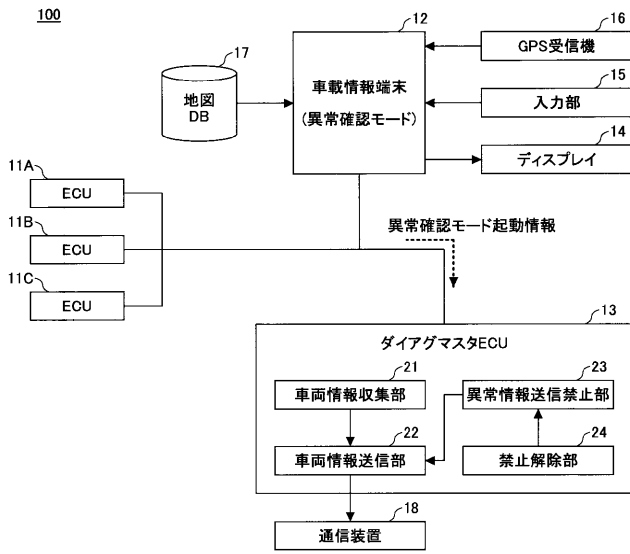 100
12
16
車載情報端末
(異常確認モード)
GPS受信機
17
地図
DB
15
入力部
14
ディスプレイ
11A
ECU
11B
ECU
11C
ECU
異常確認モード起動情報
13
ダイアグマスタECU
21
車両情報収集部
23
異常情報送信禁止部
22
車両情報送信部
24
禁止解除部
18
通信装置